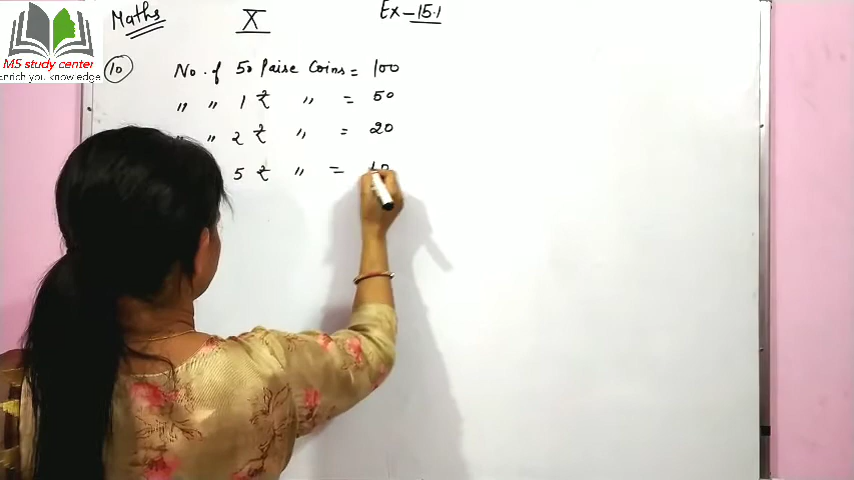 Maths X Ex-15.1
MS study center
Enrich you knowledge
10 No. of 50 Paise Coins = 100
" " 1 ₹ " = 50
" " 2 ₹ " = 20
5 ₹ " = 10